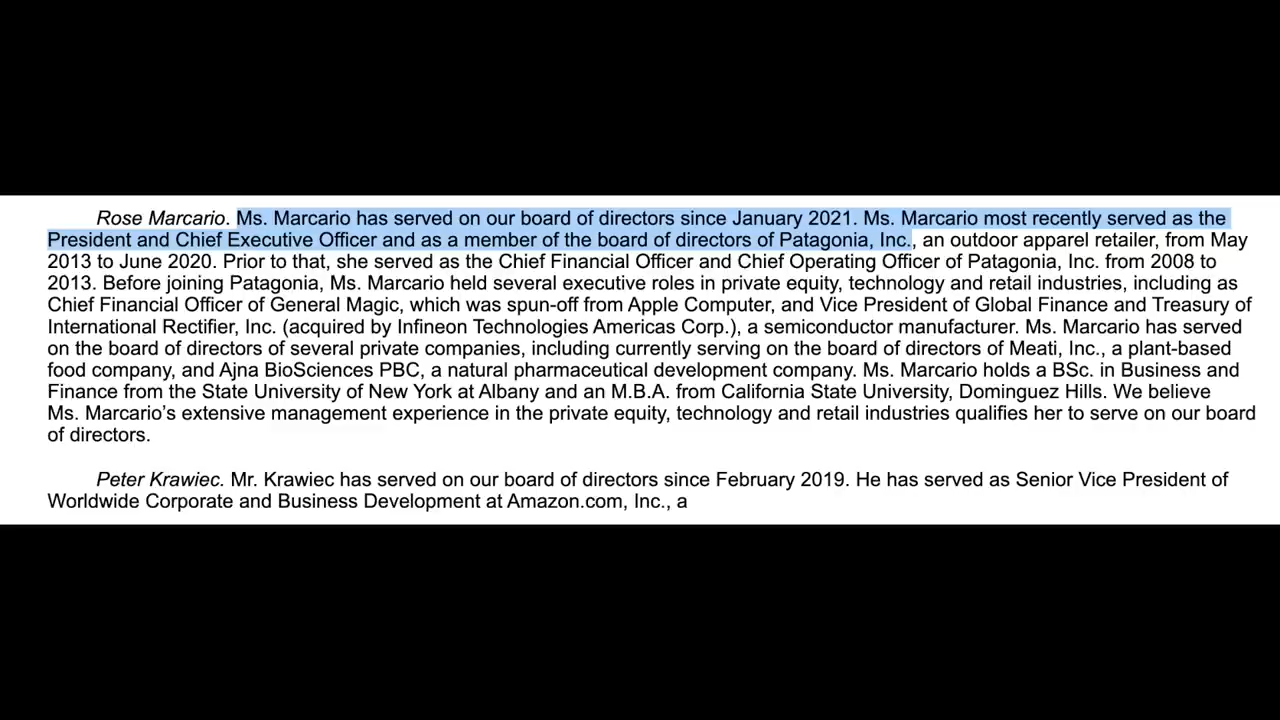 Rose Marcario. Ms. Marcario has served on our board of directors since January 2021. Ms. Marcario most recently served as the
President and Chief Executive Officer and as a member of the board of directors of Patagonia, Inc., an outdoor apparel retailer, from May
2013 to June 2020. Prior to that, she served as the Chief Financial Officer and Chief Operating Officer of Patagonia, Inc. from 2008 to
2013. Before joining Patagonia, Ms. Marcario held several executive roles in private equity, technology and retail industries, including as
Chief Financial Officer of General Magic, which was spun-off from Apple Computer, and Vice President of Global Finance and Treasury of
International Rectifier, Inc. (acquired by Infineon Technologies Americas Corp.), a semiconductor manufacturer. Ms. Marcario has served
on the board of directors of several private companies, including currently serving on the board of directors of Meati, Inc., a plant-based
food company, and Ajna BioSciences PBC, a natural pharmaceutical development company. Ms. Marcario holds a BSc. in Business and
Finance from the State University of New York at Albany and an M.B.A. from California State University, Dominguez Hills. We believe
Ms. Marcario’s extensive management experience in the private equity, technology and retail industries qualifies her to serve on our board
of directors.
Peter Krawiec. Mr. Krawiec has served on our board of directors since February 2019. He has served as Senior Vice President of
Worldwide Corporate and Business Development at Amazon.com, Inc., a